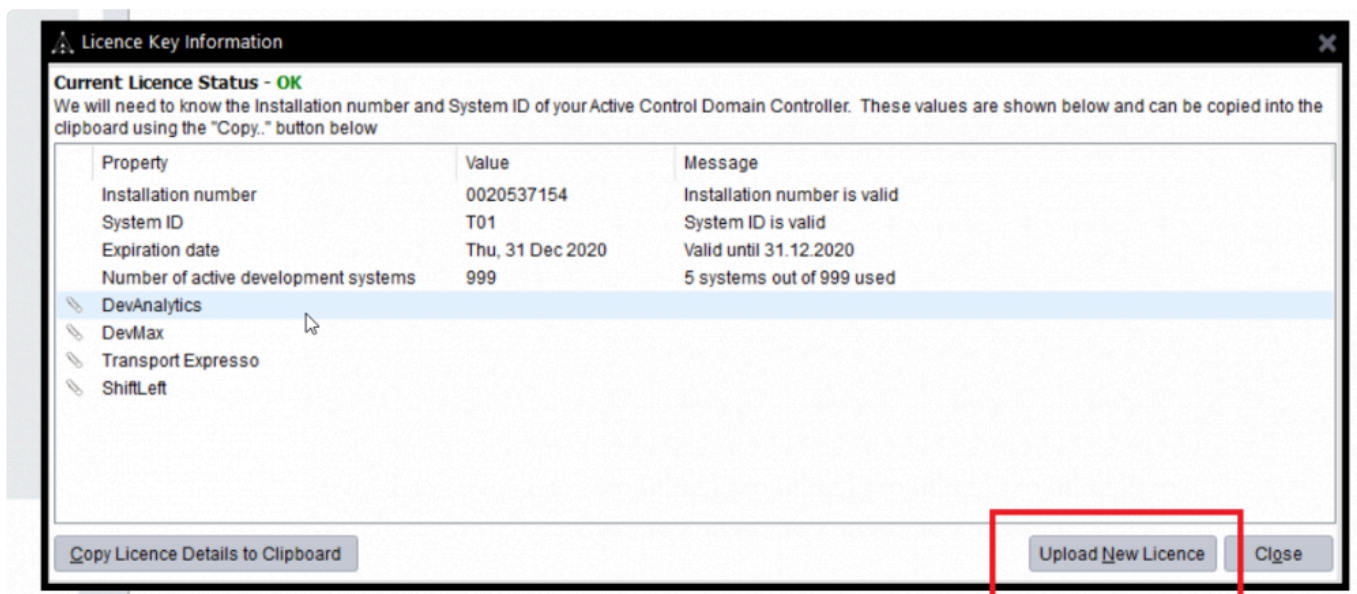 Licence Key Information
Current Licence Status - OK
We will need to know the Installation number and System ID of your Active Control Domain Controller. These values are shown below and can be copied into the
clipboard using the "Copy.." button below
Property Value Message
Installation number 0020537154 Installation number is valid
System ID T01 System ID is valid
Expiration date Thu, 31 Dec 2020 Valid until 31.12.2020
Number of active development systems 999 5 systems out of 999 used
DevAnalytics
DevMax
Transport Expresso
ShiftLeft
Copy Licence Details to Clipboard Upload New Licence Close